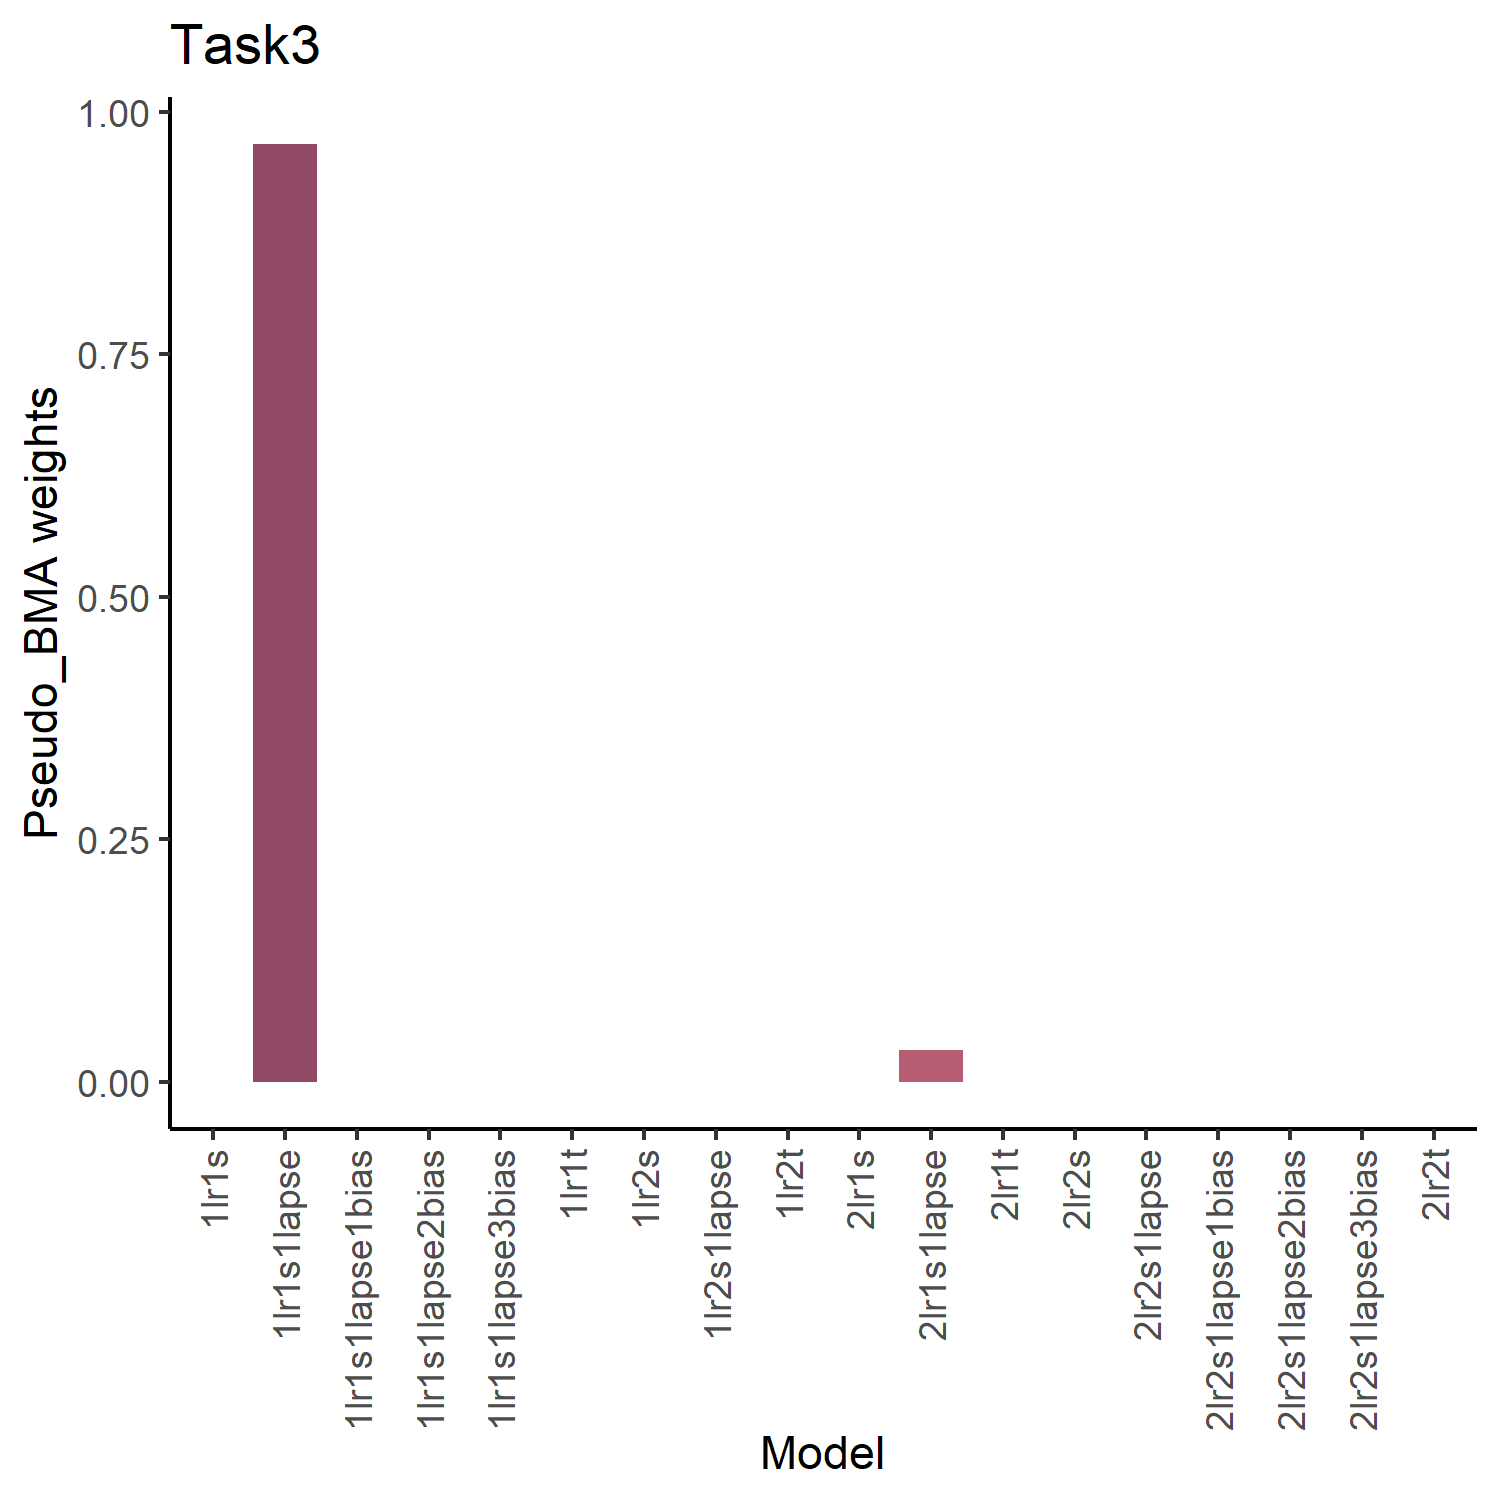 Task3
Pseudo_BMA weights
1.00
0.75
0.50
0.25
0.00
1lr1s
1lr1s1lapse
1lr1s1lapse1bias
1lr1s1lapse2bias
1lr1s1lapse3bias
1lr1t
1lr2s
1lr2s1lapse
1lr2t
2lr1s
2lr1s1lapse
2lr1t
2lr2s
2lr2s1lapse
2lr2s1lapse1bias
2lr2s1lapse2bias
2lr2s1lapse3bias
2lr2t
Model